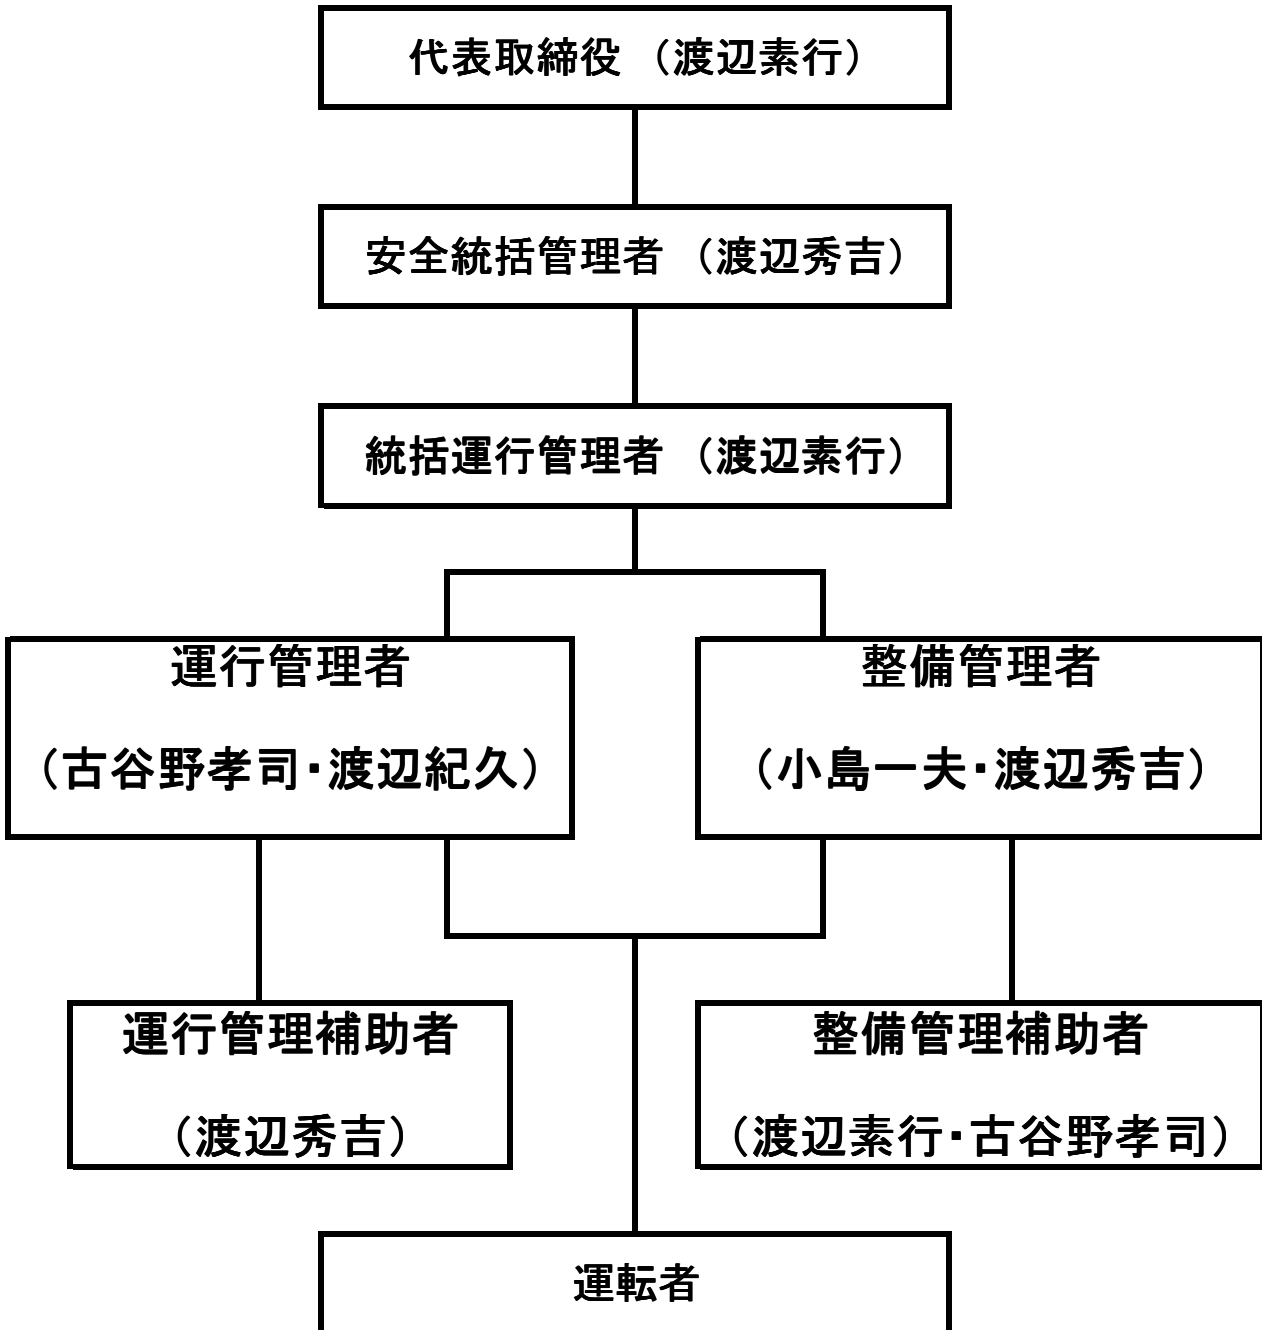 代表取締役 （渡辺素行）
安全統括管理者 （渡辺秀吉）
統括運行管理者 （渡辺素行）
運行管理者
（古谷野孝司・渡辺紀久）
整備管理者
（小島一夫・渡辺秀吉）
運行管理補助者
（渡辺秀吉）
整備管理補助者
（渡辺素行・古谷野孝司）
運転者